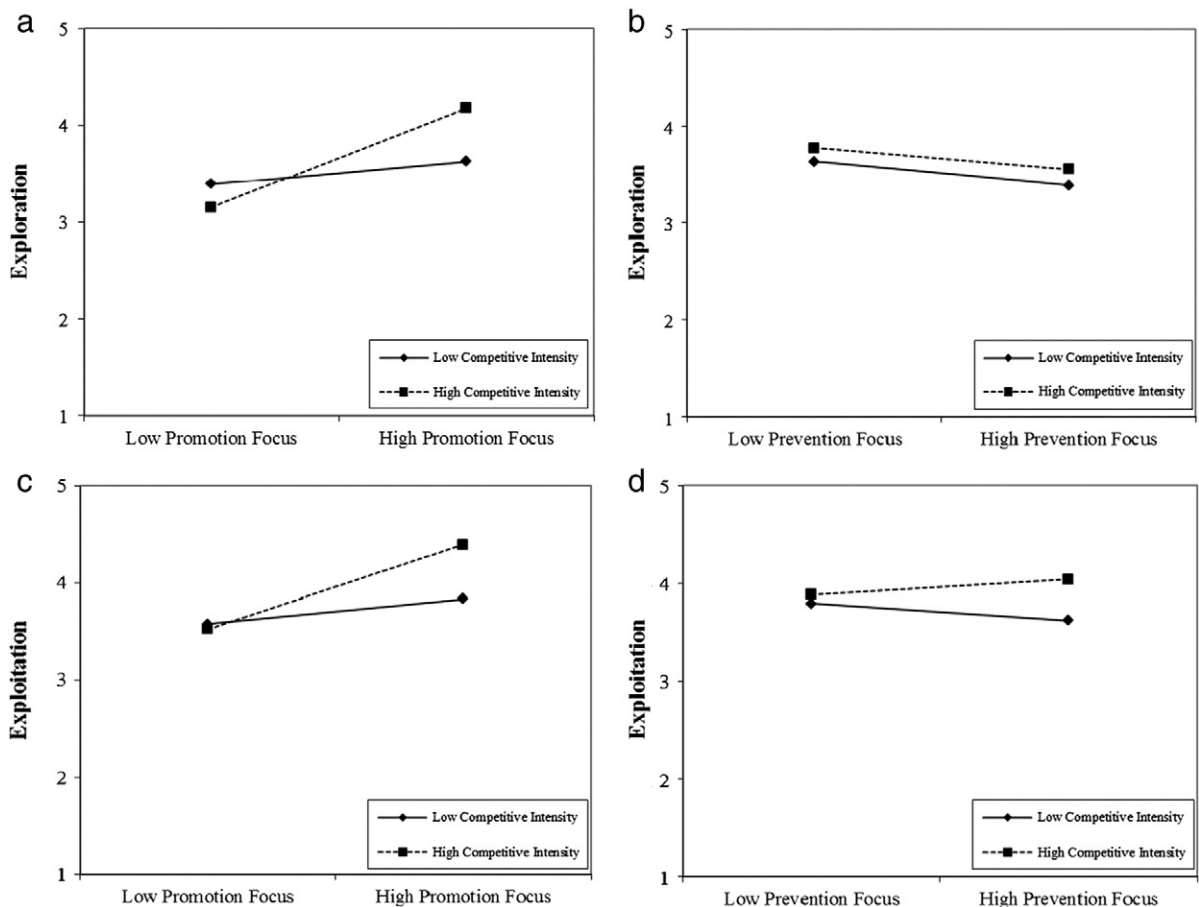 a
5
4
3
2
1
Exploration
Low Competitive Intensity
High Competitive Intensity
Low Promotion Focus
High Promotion Focus
b
5
4
3
2
1
Exploration
Low Competitive Intensity
High Competitive Intensity
Low Prevention Focus
High Prevention Focus
c
5
4
3
2
1
Exploitation
Low Competitive Intensity
High Competitive Intensity
Low Promotion Focus
High Promotion Focus
d
5
4
3
2
1
Exploitation
Low Competitive Intensity
High Competitive Intensity
Low Prevention Focus
High Prevention Focus